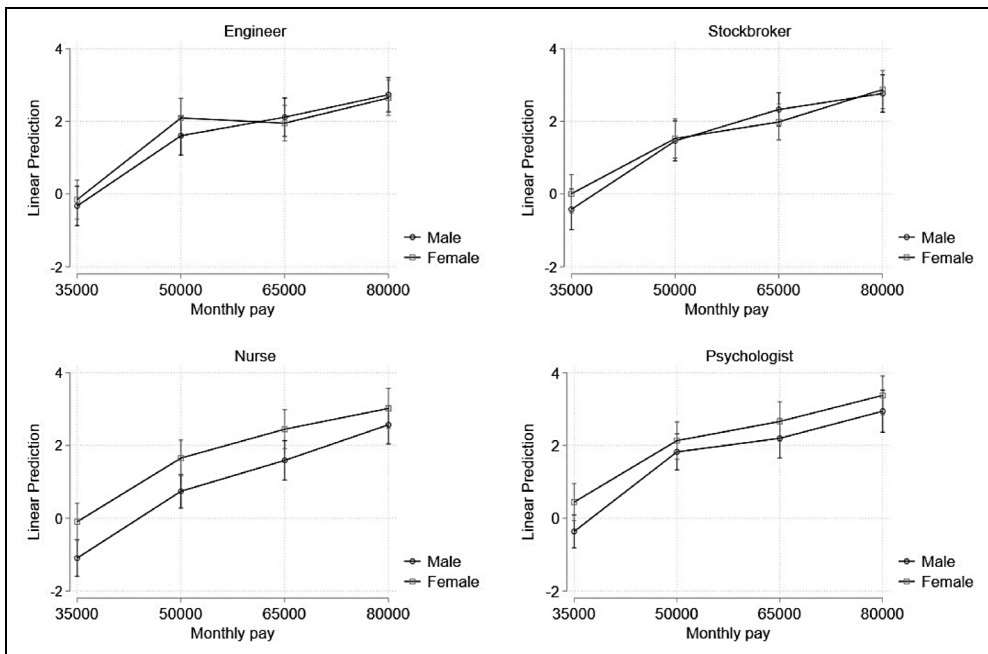 Engineer
4
2
0
-2
Linear Prediction
Male
Female
35000 50000 65000 80000
Monthly pay
Stockbroker
4
2
0
-2
Linear Prediction
Male
Female
35000 50000 65000 80000
Monthly pay
Nurse
4
2
0
-2
Linear Prediction
Male
Female
35000 50000 65000 80000
Monthly pay
Psychologist
4
2
0
-2
Linear Prediction
Male
Female
35000 50000 65000 80000
Monthly pay